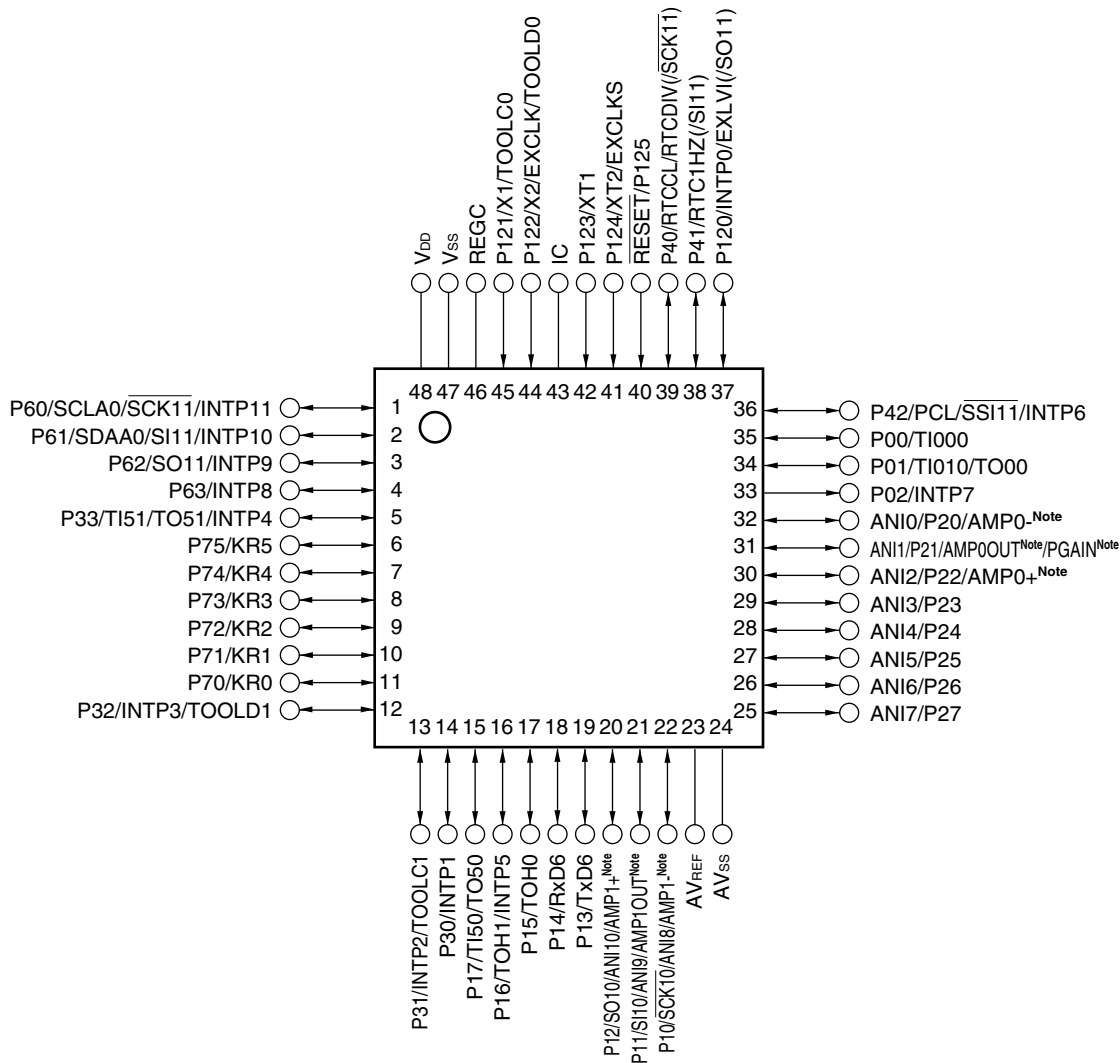 VDD
VSS
REGC
P121/X1/TOOLC0
P122/X2/EXCLK/TOOLD0
IC
P123/XT1
P124/XT2/EXCLKS
RESET/P125
P40/RTCCL/RTCDIV(/SCK11)
P41/RTC1HZ(/SI11)
P120/INTP0/EXLVI(/SO11)
48 47 46 45 44 43 42 41 40 39 38 37
P60/SCLA0/SCK11/INTP11 1
P61/SDAA0/SI11/INTP10 2
P62/SO11/INTP9 3
P63/INTP8 4
P33/TI51/TO51/INTP4 5
P75/KR5 6
P74/KR4 7
P73/KR3 8
P72/KR2 9
P71/KR1 10
P70/KR0 11
P32/INTP3/TOOLD1 12
36 P42/PCL/SSI11/INTP6
35 P00/TI000
34 P01/TI010/TO00
33 P02/INTP7
32 ANI0/P20/AMP0-Note
31 ANI1/P21/AMP0OUTNote/PGAINNote
30 ANI2/P22/AMP0+Note
29 ANI3/P23
28 ANI4/P24
27 ANI5/P25
26 ANI6/P26
25 ANI7/P27
13 14 15 16 17 18 19 20 21 22 23 24
P31/INTP2/TOOLC1
P30/INTP1
P17/TI50/TO50
P16/TOH1/INTP5
P15/TOH0
P14/RxD6
P13/TxD6
P12/SO10/ANI10/AMP1+Note
P11/SI10/ANI9/AMP1OUTNote
P10/SCK10/ANI8/AMP1-Note
AVREF
AVSS